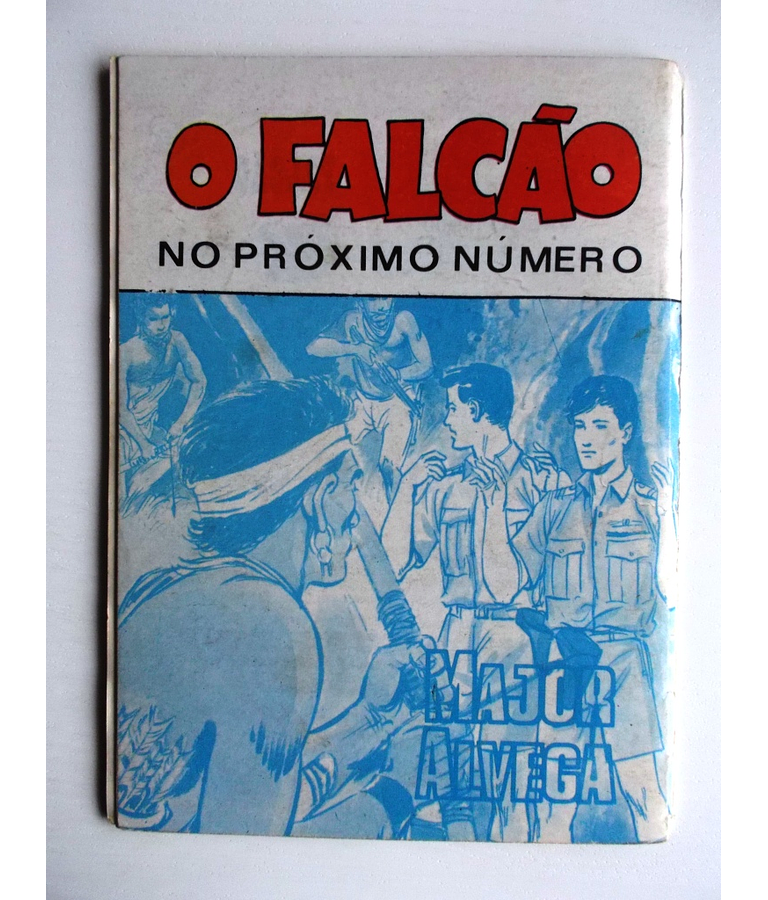 O FALCÃO
NO PRÓXIMO NÚMERO
MAJOR
ALVEGA